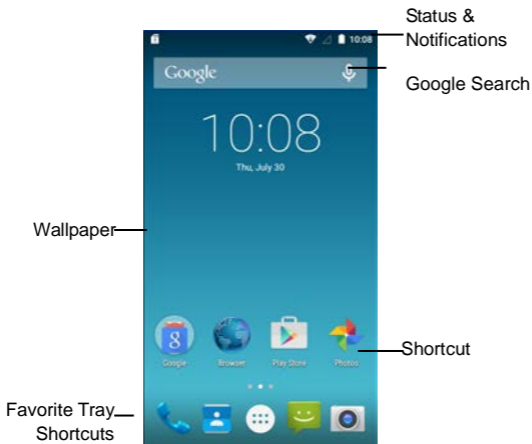 Status &
Notifications
10:08
Google
Google Search
10:08
Thu, July 30
Wallpaper
8
Google
Browser
Play Store
Photos
Shortcut
Favorite Tray
Shortcuts